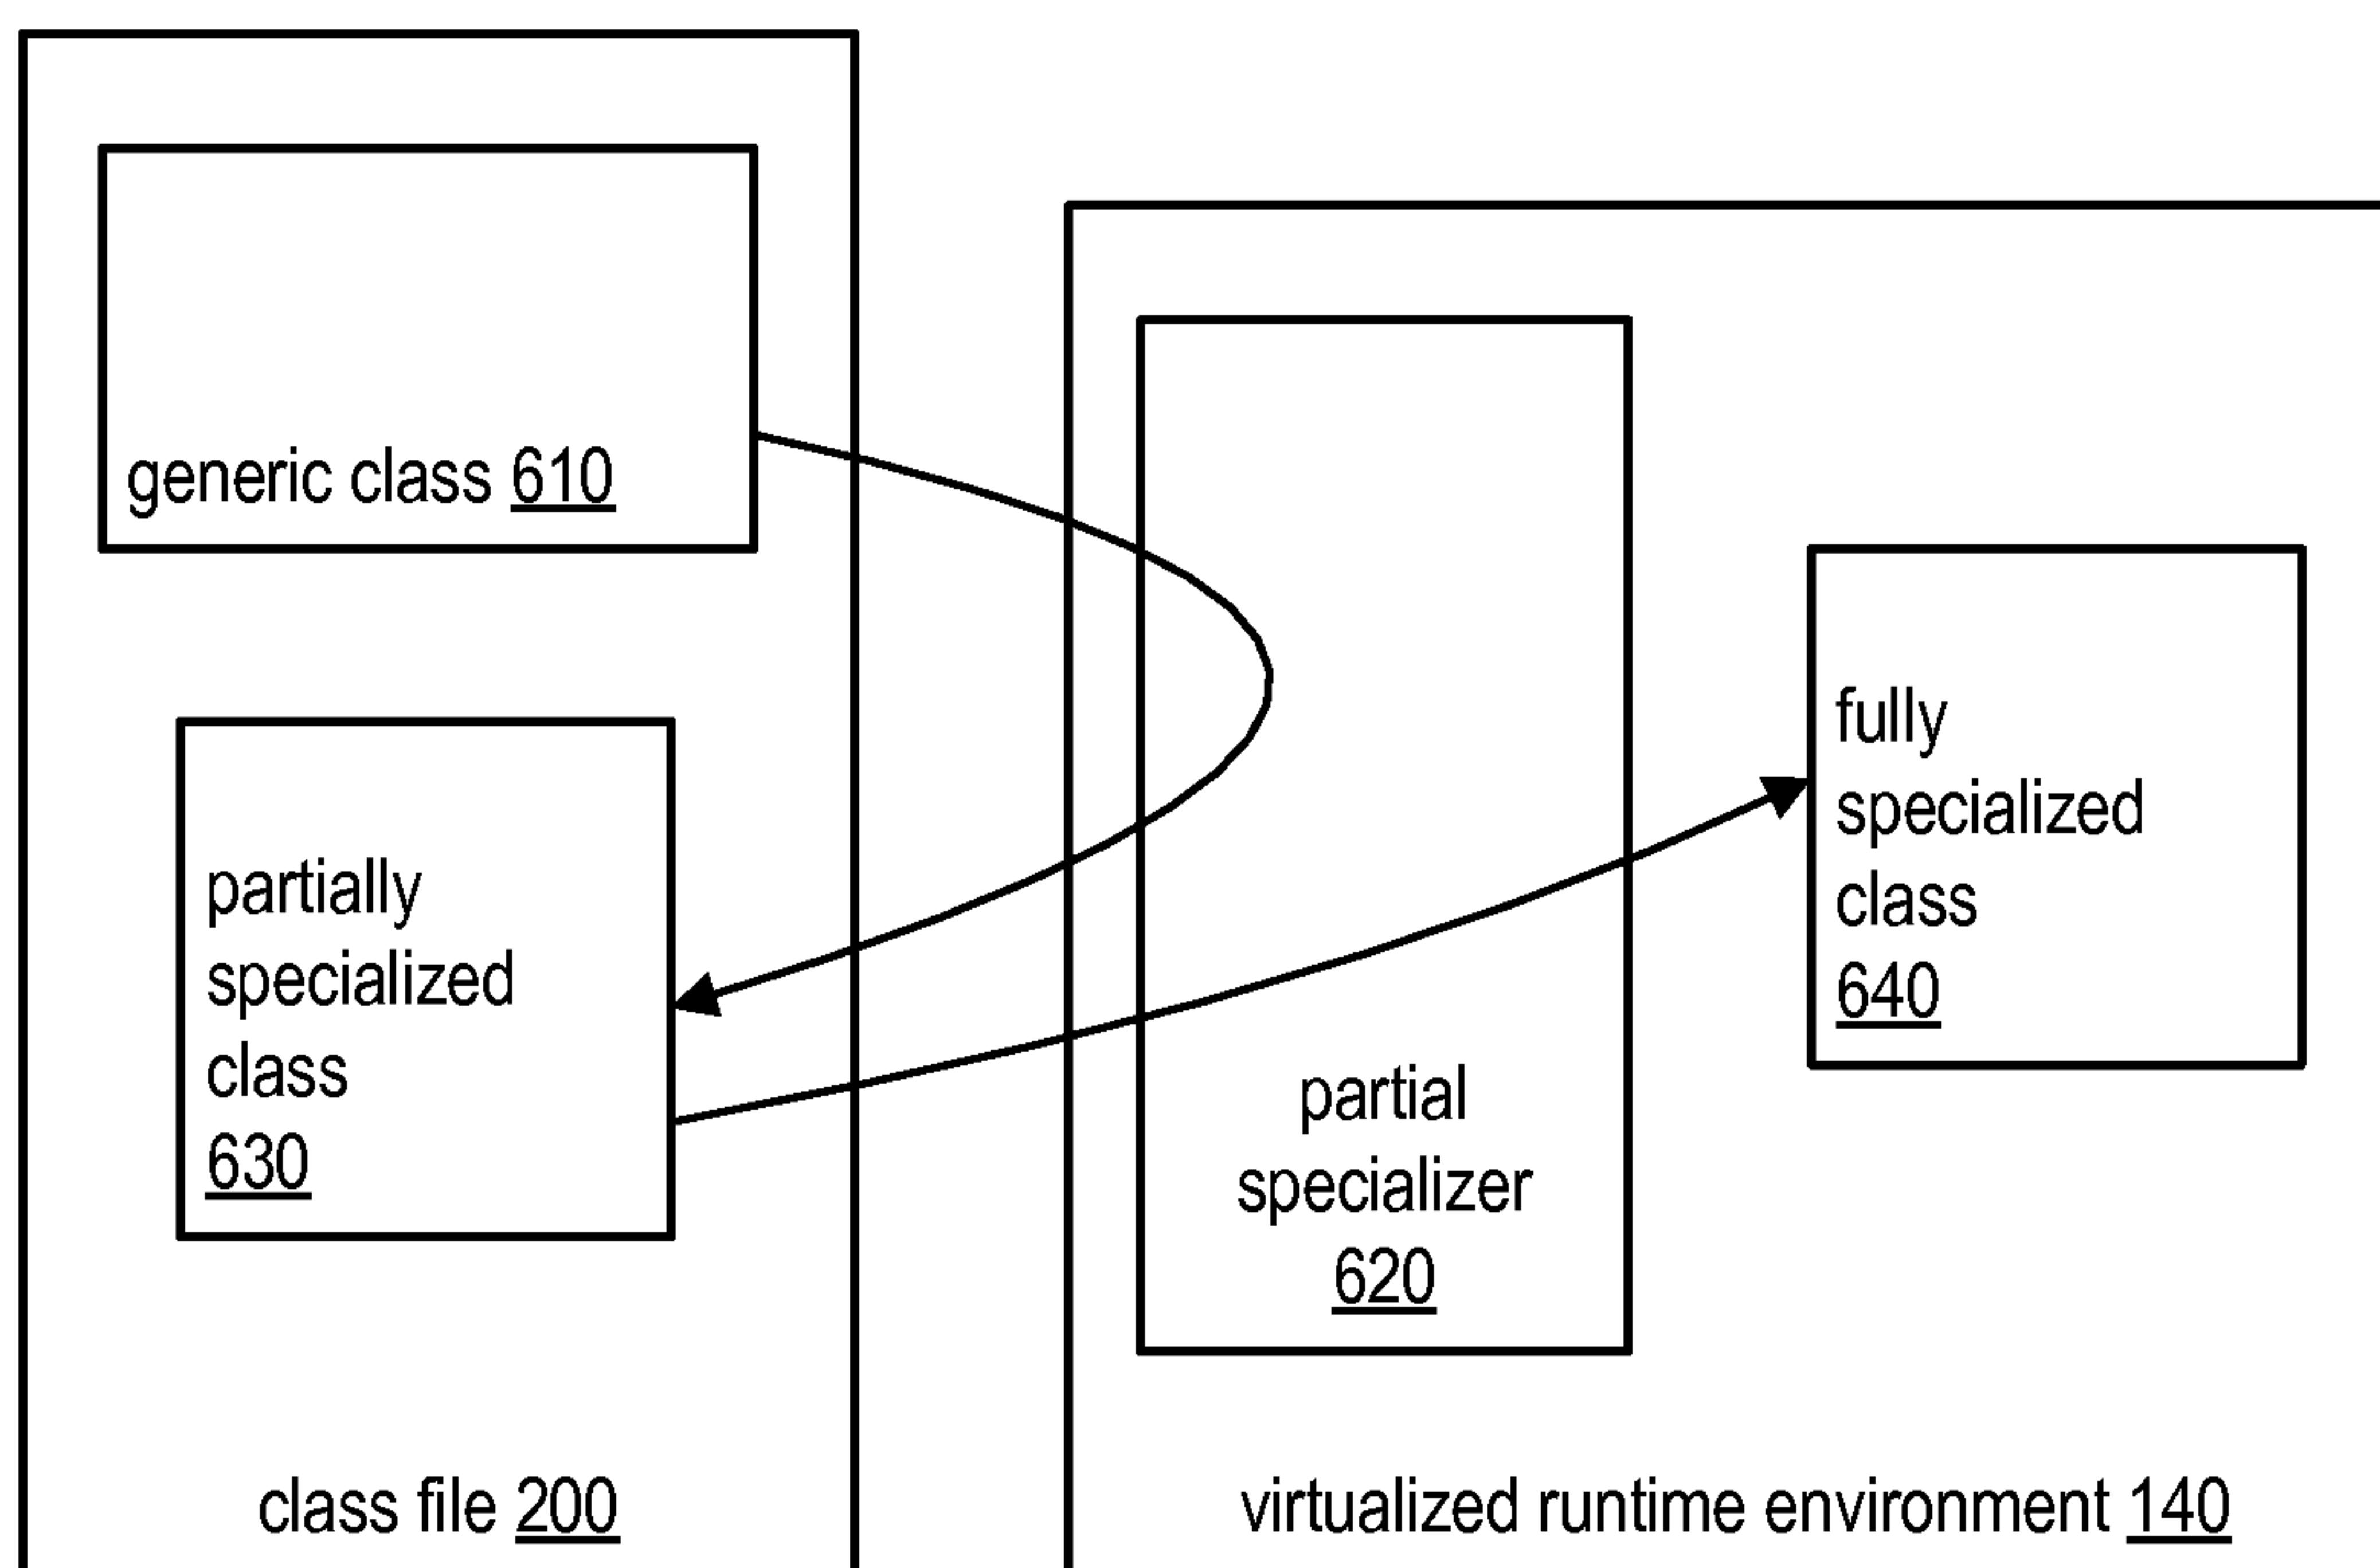 generic class 610
partially
specialized
class
630
class file 200
partial
specializer
620
fully
specialized
class
640
virtualized runtime environment 140